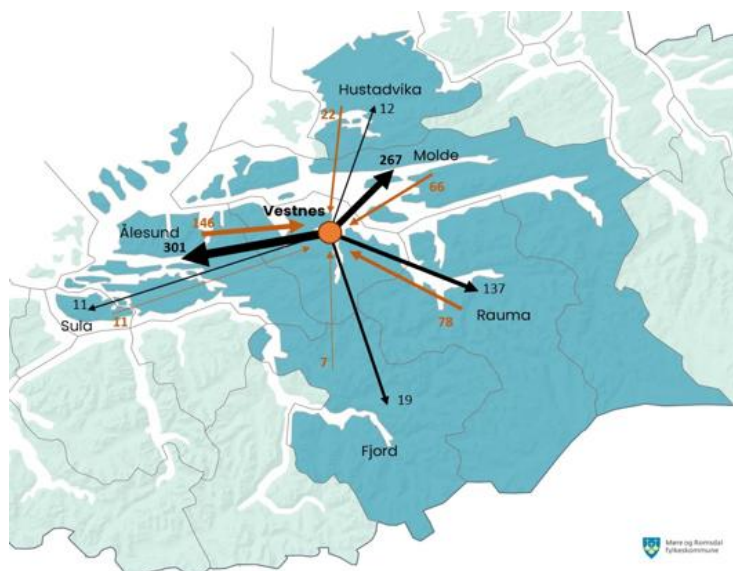 Hustadvika
22
12
Molde
267
66
Vestnes
146
Ålesund
301
137
78
Rauma
11
11
Sula
7
19
Fjord
Møre og Romsdal
fylkeskommune